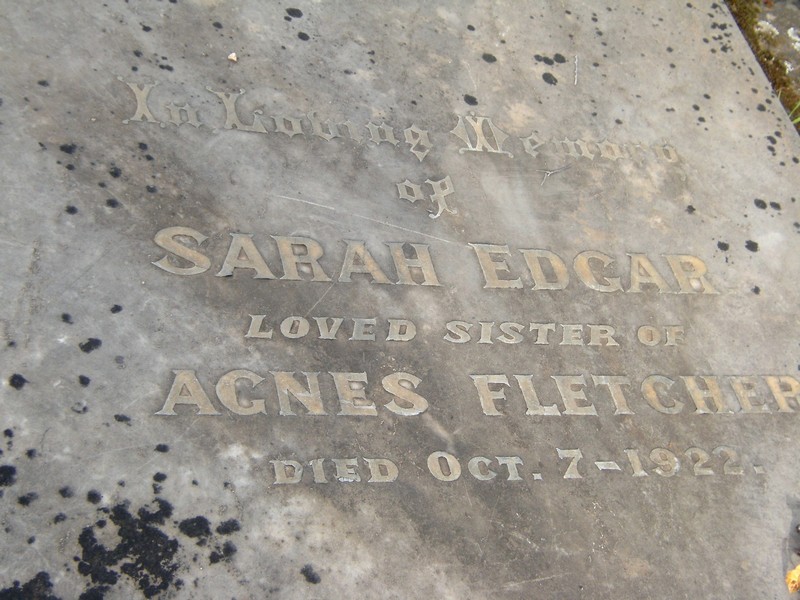 In Loving Memory
of
SARAH EDGAR
LOVED SISTER OF
AGNES FLETCHER
DIED OCT. 7-1922.